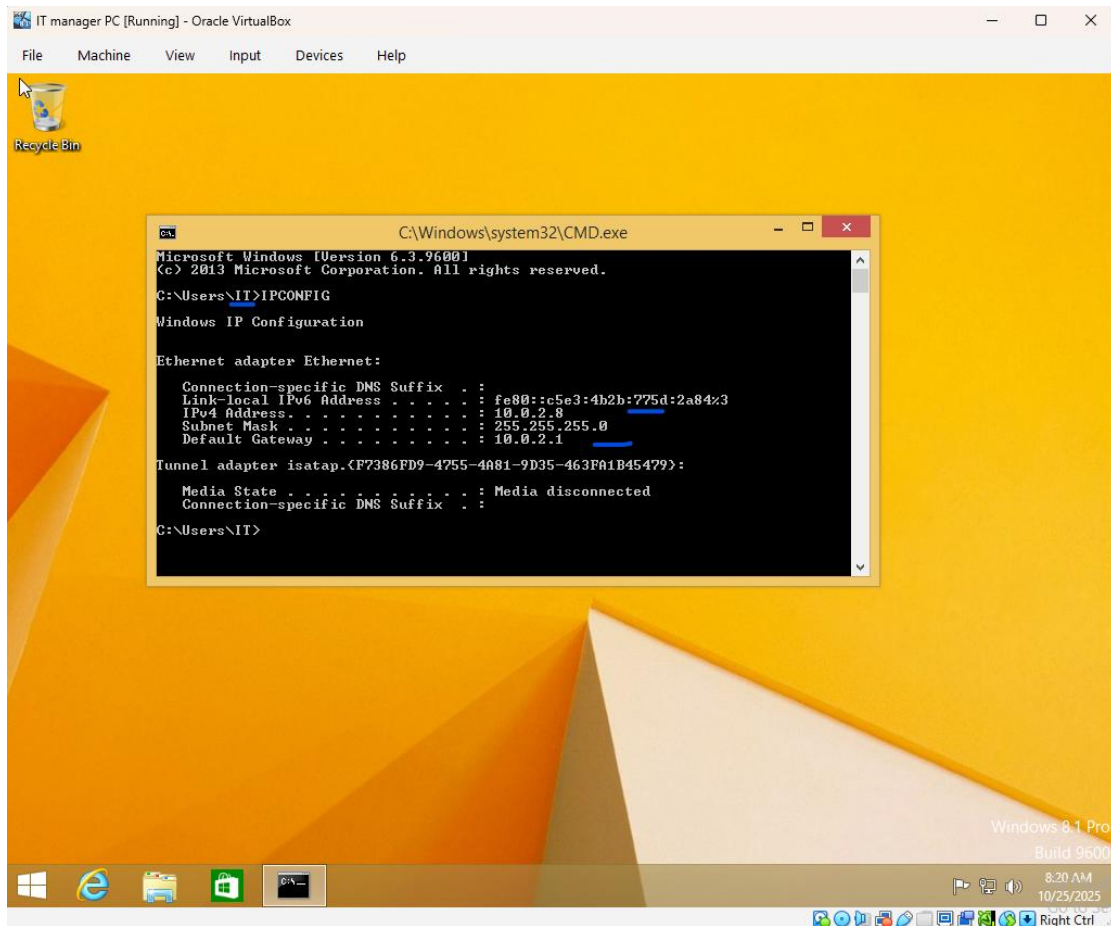 IT manager PC [Running] - Oracle VirtualBox
File Machine View Input Devices Help
Recycle Bin
C:\Windows\system32\CMD.exe
Microsoft Windows [Version 6.3.9600]
(c) 2013 Microsoft Corporation. All rights reserved.
C:\Users\IT>IPCONFIG
Windows IP Configuration
Ethernet adapter Ethernet:
Connection-specific DNS Suffix . :
Link-local IPv6 Address . . . . . : fe80::c5e3:4b2b:775d:2a84%3
IPv4 Address. . . . . . . . . . . : 10.0.2.8
Subnet Mask . . . . . . . . . . . : 255.255.255.0
Default Gateway . . . . . . . . . : 10.0.2.1
Tunnel adapter isatap.{F7386FD9-4755-4A81-9D35-463FA1B45479}:
Media State . . . . . . . . . . . : Media disconnected
Connection-specific DNS Suffix . :
C:\Users\IT>
Windows 8.1 Pro
Build 9600
8:20 AM
10/25/2025
Right Ctrl